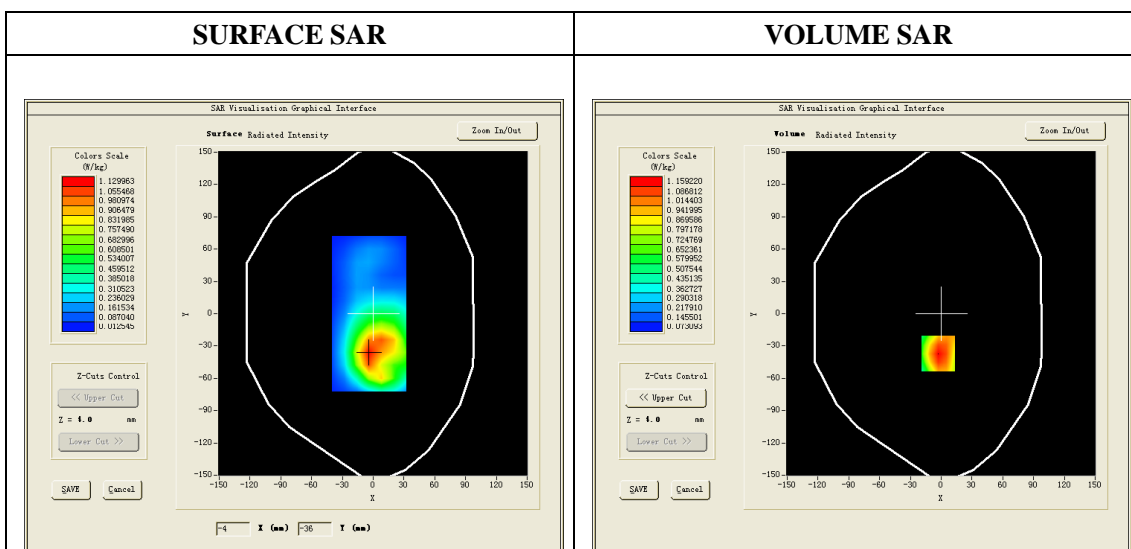 SURFACE SAR
VOLUME SAR
SAR Visualisation Graphical Interface
Surface Radiated Intensity
Zoom In/Out
Colors Scale
(W/kg)
1.129963
1.055468
0.980974
0.906479
0.831985
0.757490
0.682996
0.608501
0.534007
0.459512
0.385018
0.310523
0.236029
0.161534
0.087040
0.012545
Z-Cuts Control
<< Upper Cut
Z = 4.0 mm
Lower Cut >>
SAVE
Cancel
150
120
90
60
30
0
-30
-60
-90
-120
-150
Y
-150 -120 -90 -60 -30 0 30 60 90 120 150
X
-4 X (mm) -36 Y (mm)
SAR Visualisation Graphical Interface
Volume Radiated Intensity
Zoom In/Out
Colors Scale
(W/kg)
1.159220
1.086812
1.014403
0.941995
0.869586
0.797178
0.724769
0.652361
0.579952
0.507544
0.435135
0.362727
0.290318
0.217910
0.145501
0.073093
Z-Cuts Control
<< Upper Cut
Z = 4.0 mm
Lower Cut >>
SAVE
Cancel
150
120
90
60
30
0
-30
-60
-90
-120
-150
Y
-150 -120 -90 -60 -30 0 30 60 90 120 150
X